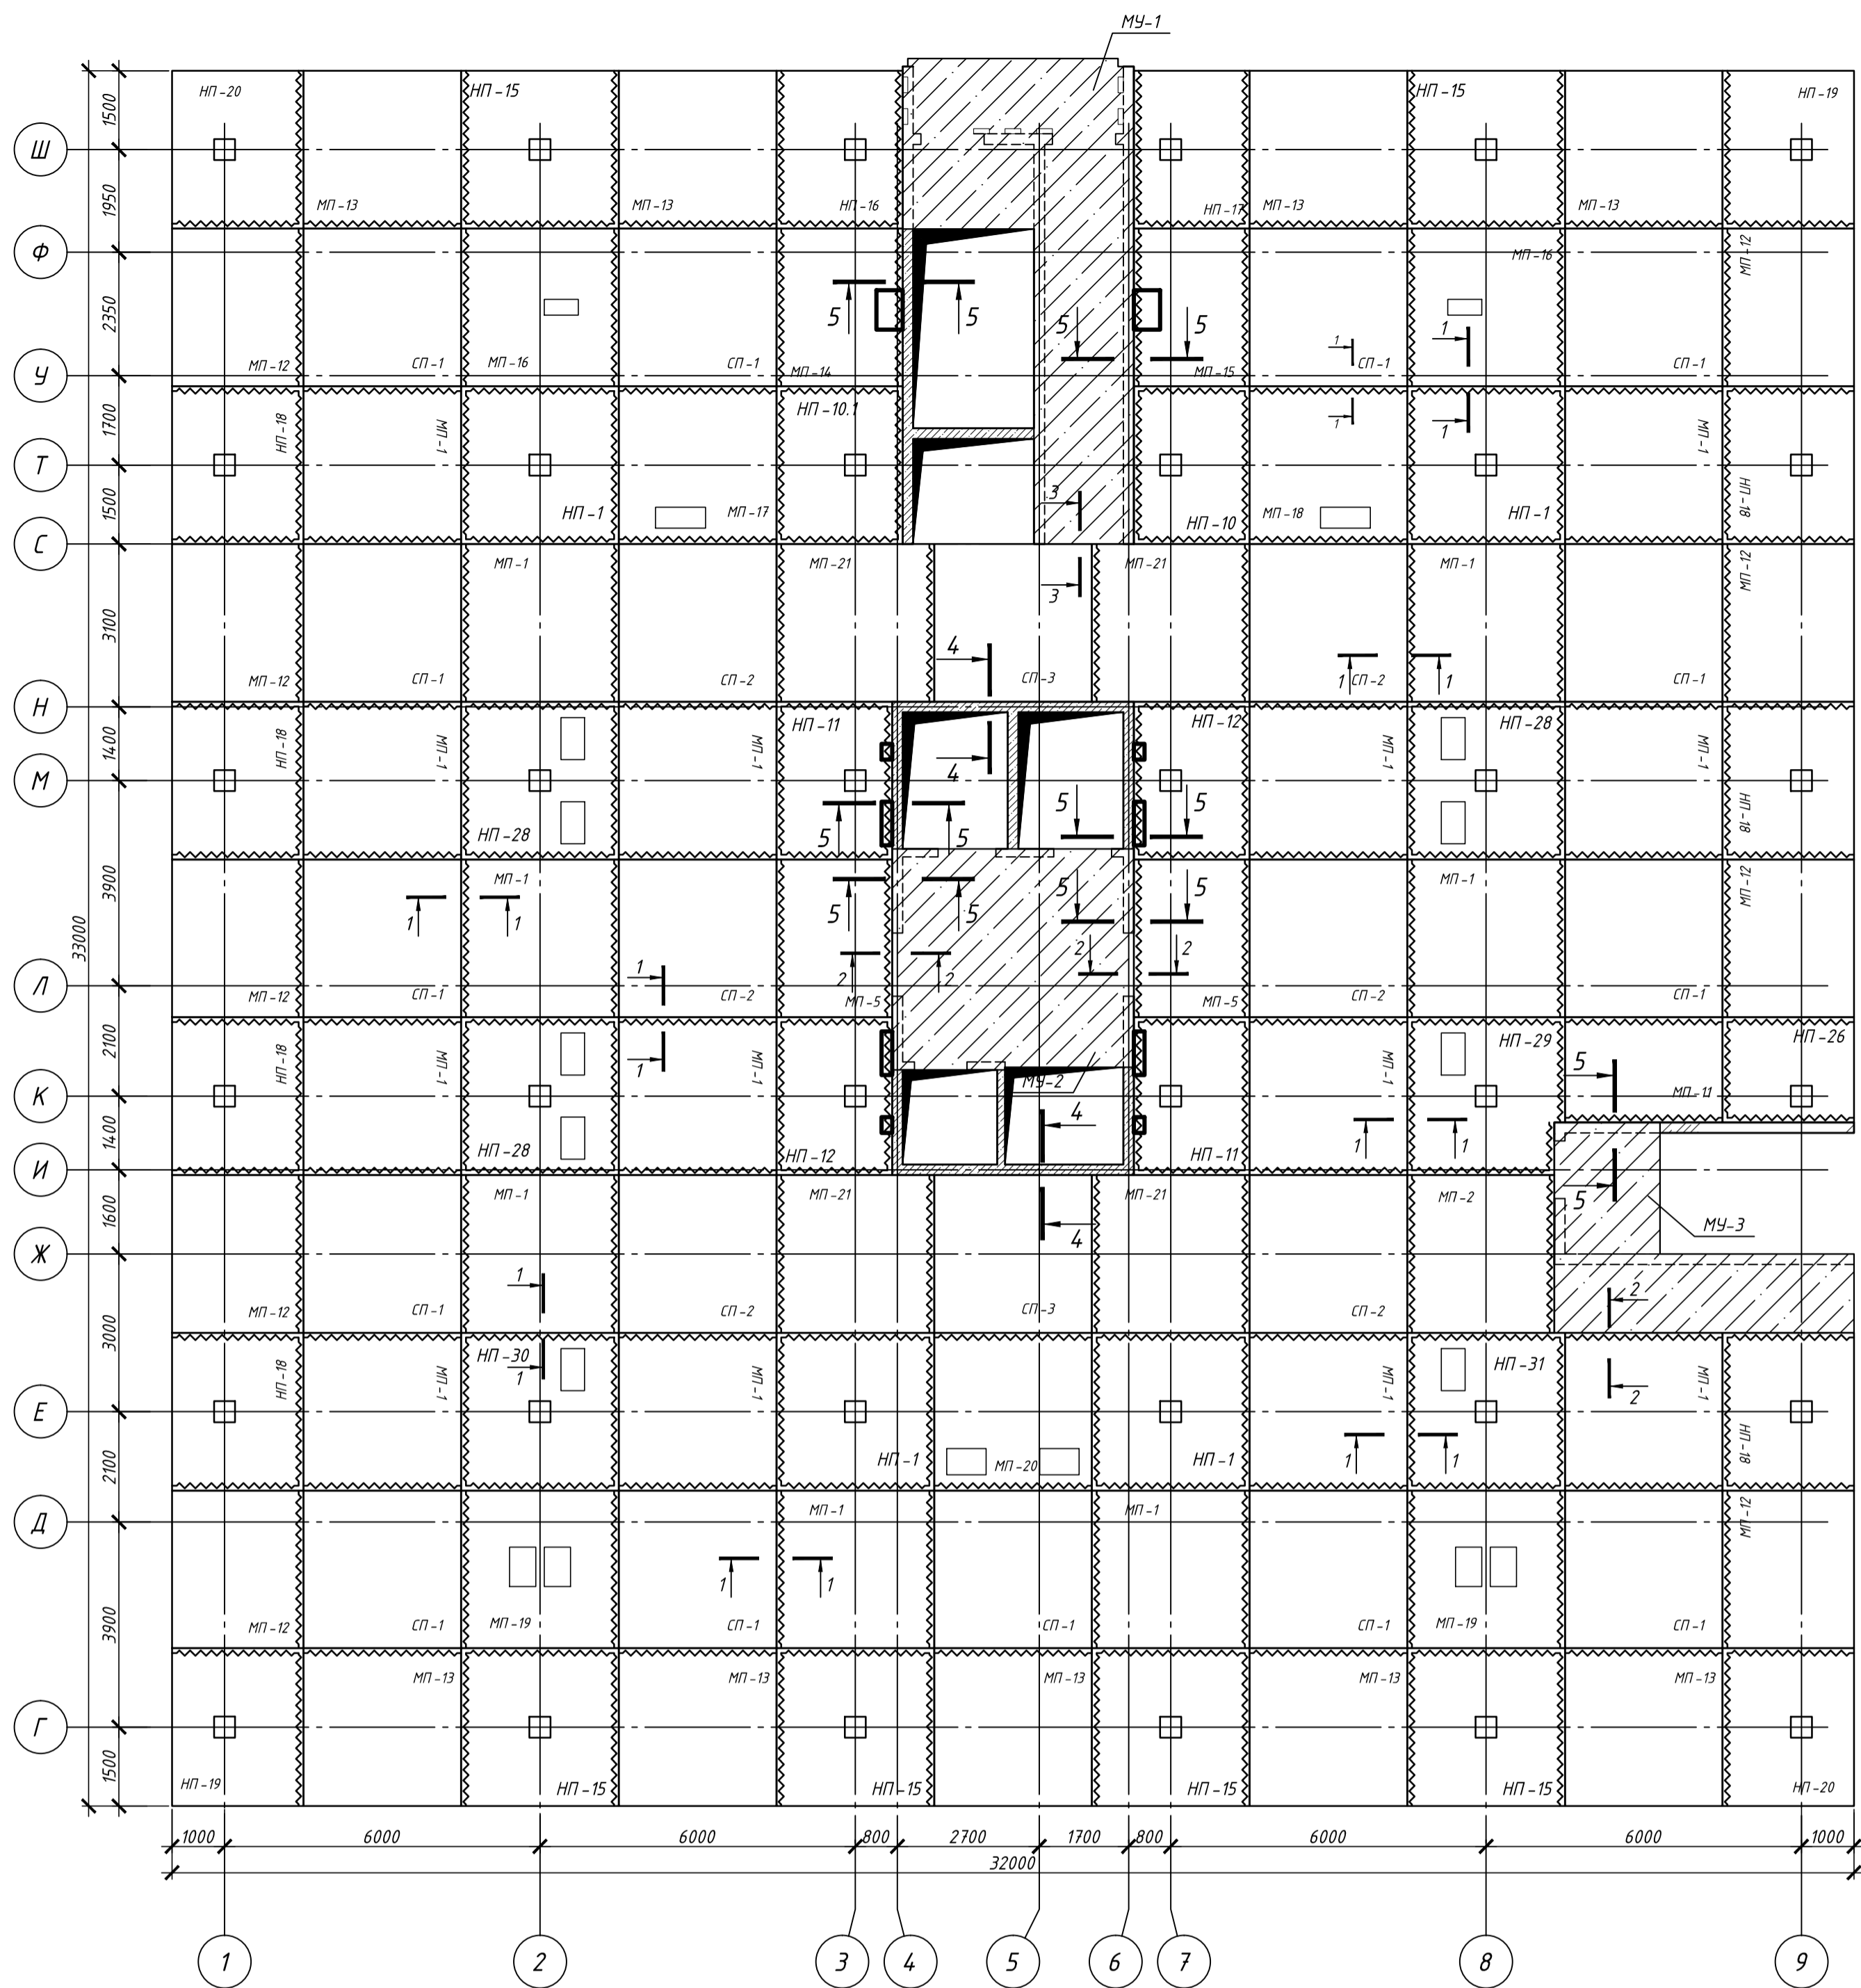 МУ-1
НП-20
НП-15
НП-15
НП-19
1500
Ш
1950
МП-13
МП-13
НП-16
НП-17
МП-13
МП-13
Ф
МП-16
МП-12
2350
5
5
5
5
1
1
У
МП-12
СП-1
МП-16
СП-1
МП-14
МП-15
СП-1
СП-1
1700
НП-18
МП-1
НП-10.1
1
1
МП-1
Т
1500
НП-1
МП-17
3
НП-10
МП-18
НП-1
НП-18
С
МП-1
МП-21
МП-21
МП-1
МП-12
3100
3
4
МП-12
СП-1
СП-2
СП-3
1
СП-2
1
СП-1
Н
1400
НП-18
МП-1
МП-1
НП-11
НП-12
МП-1
НП-28
МП-1
4
М
5
5
НП-28
5
5
НП-18
3900
МП-1
МП-1
МП-12
33000
1
1
5
5
5
5
2
2
2
2
1
Л
МП-12
СП-1
СП-2
МП-5
МП-5
СП-2
СП-1
2100
НП-18
МП-1
1
МП-1
МП-1
НП-29
НП-26
5
МУ-2
МП-11
К
4
1400
НП-28
НП-12
НП-11
1
1
И
МП-1
МП-21
МП-21
МП-2
5
МУ-3
1600
4
Ж
1
2
МП-12
СП-1
СП-2
СП-3
СП-2
3000
НП-18
МП-1
НП-30
1
МП-1
МП-1
НП-31
МП-1
2
Е
2100
НП-1
МП-20
НП-1
1
1
НП-18
МП-1
МП-1
МП-12
Д
1
1
3900
МП-12
СП-1
МП-19
СП-1
СП-1
СП-1
МП-19
СП-1
МП-13
МП-13
МП-13
МП-13
МП-13
Г
1500
НП-19
НП-15
НП-15
НП-15
НП-15
НП-20
1000
6000
6000
800
2700
1700
800
6000
6000
1000
32000
1
2
3
4
5
6
7
8
9